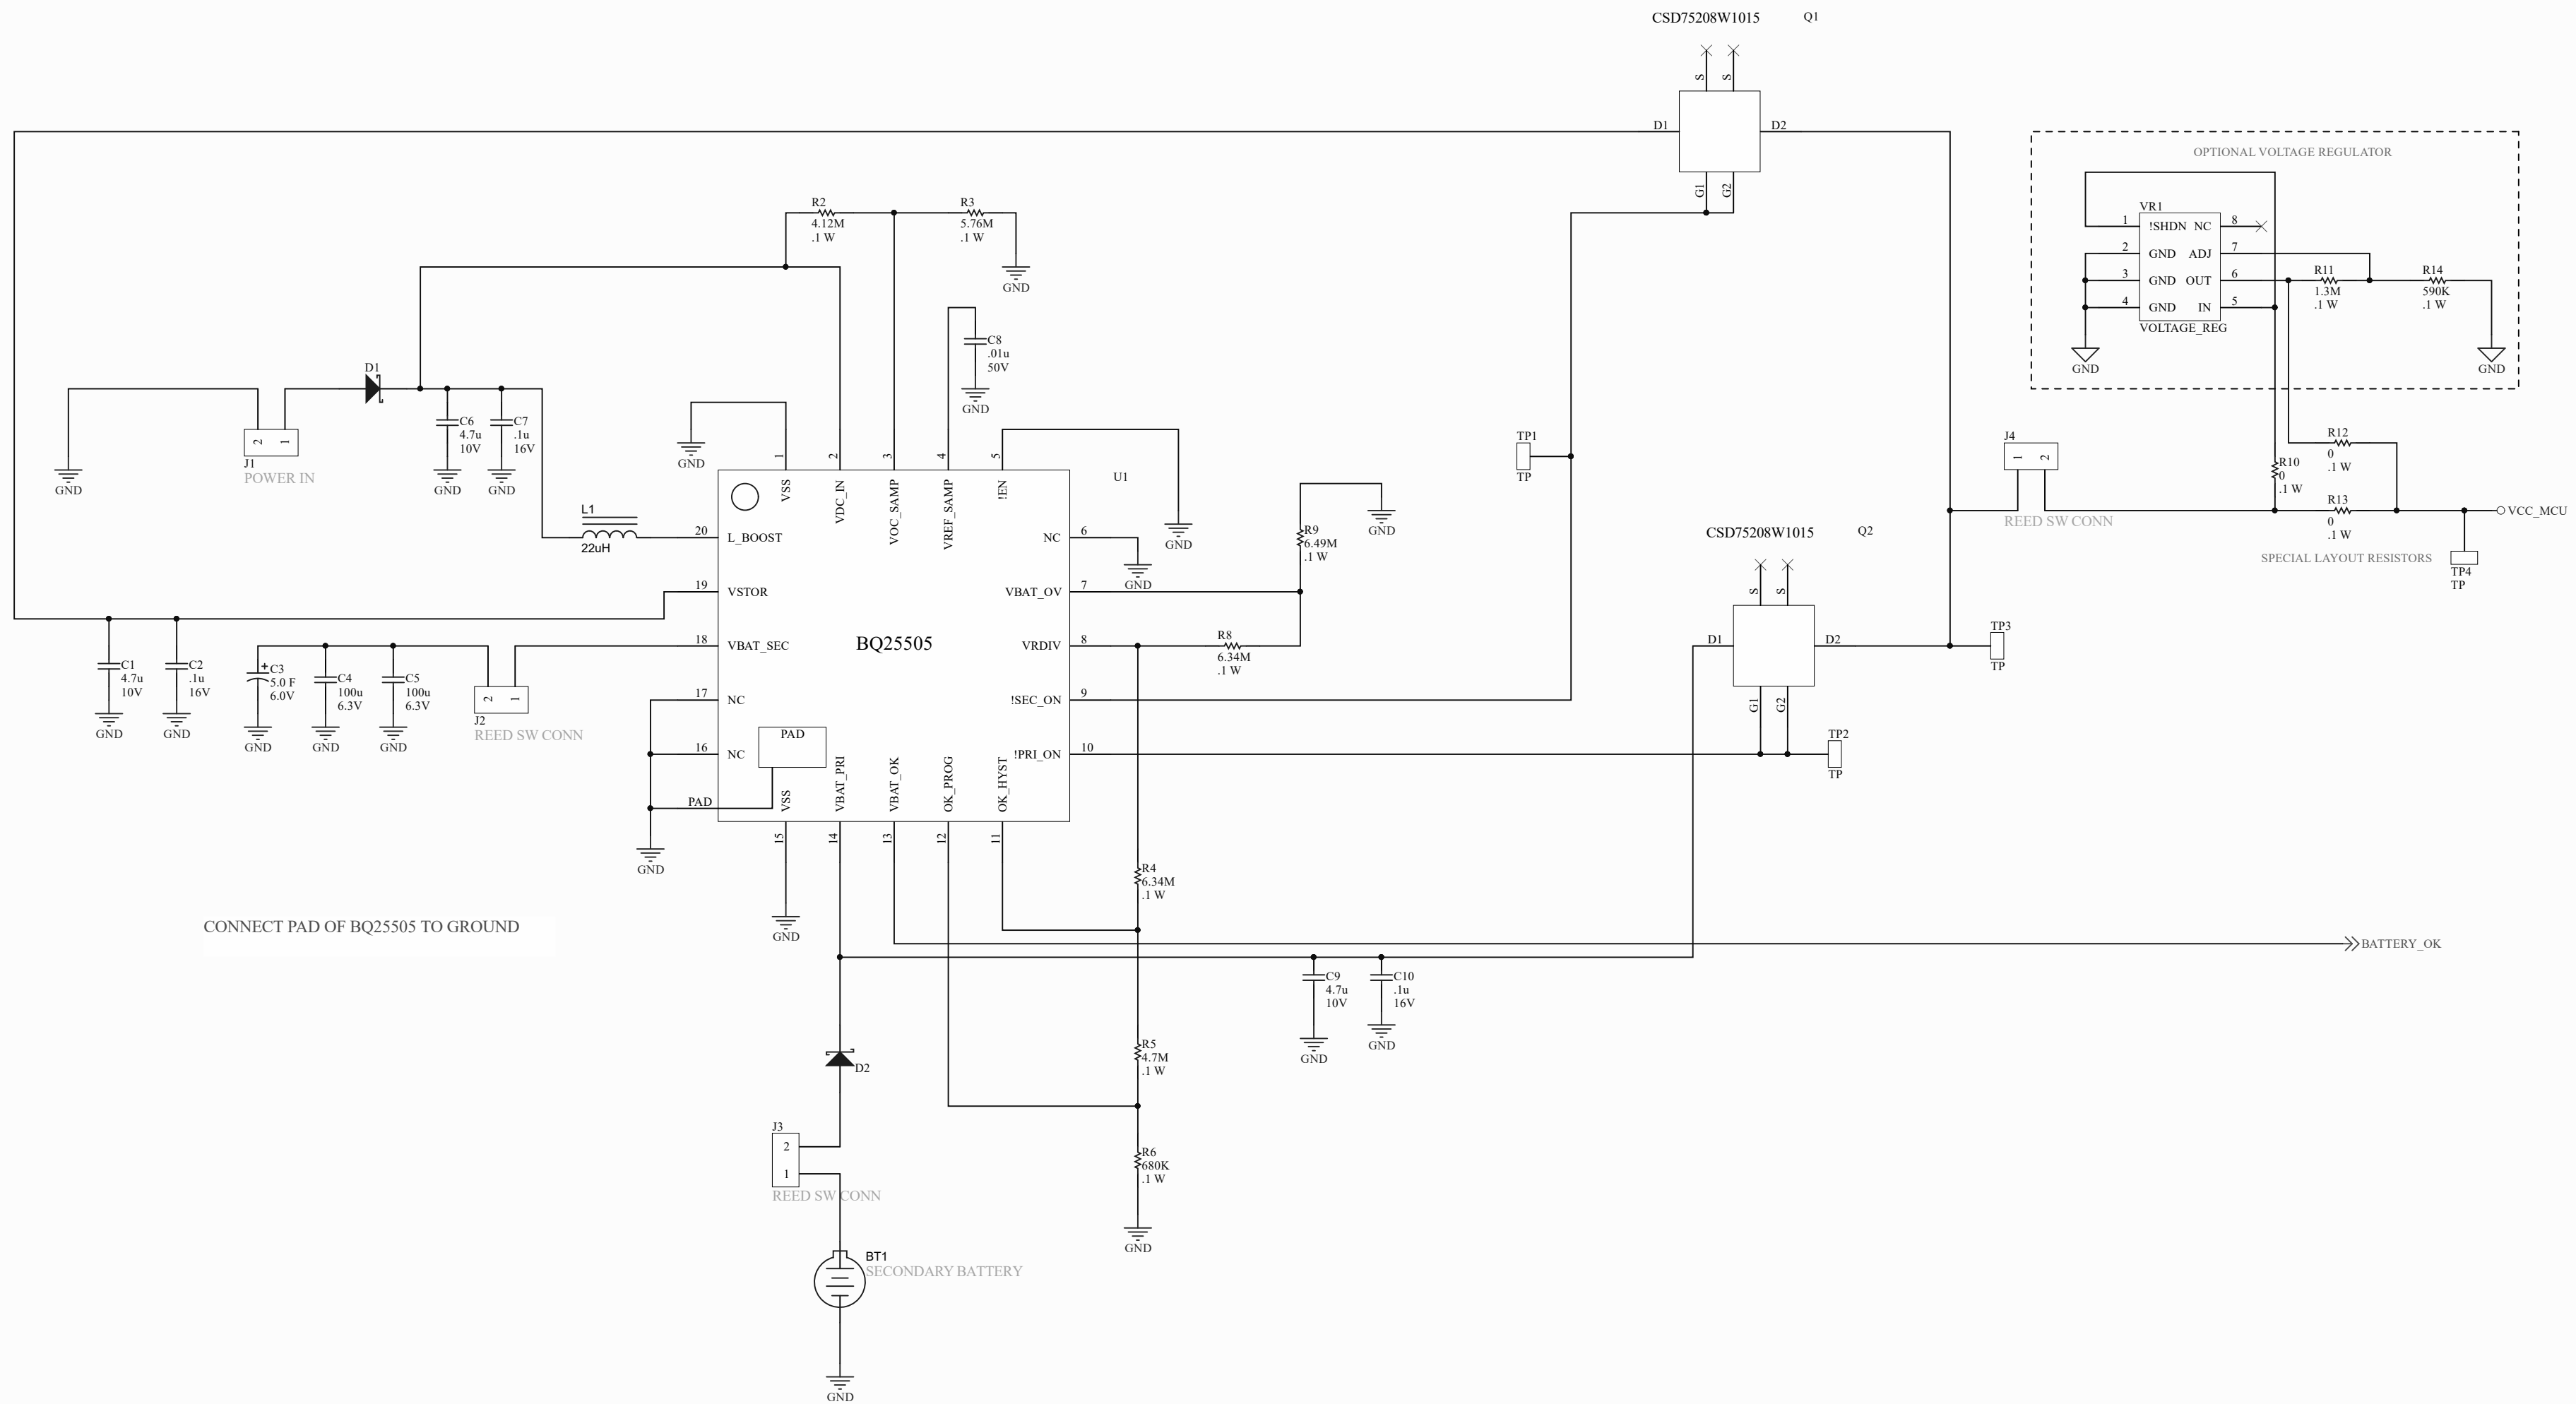 CSD75208W1015 Q1
S S
D1 D2
G1 G2
OPTIONAL VOLTAGE REGULATOR
VR1
1 !SHDN NC 8
2 GND ADJ 7
3 GND OUT 6
4 GND IN 5
VOLTAGE_REG
R11
1.3M
.1 W
R14
590K
.1 W
GND
GND
R2
4.12M
.1 W
R3
5.76M
.1 W
GND
C8
.01u
50V
GND
D1
J1
2 1
POWER IN
GND
C6
4.7u
10V
GND
C7
.1u
16V
GND
GND
L1
22uH
TP1
TP
J4
1 2
REED SW CONN
R12
0
.1 W
R10
0
.1 W
R13
0
.1 W
VCC_MCU
SPECIAL LAYOUT RESISTORS
TP4
TP
U1
BQ25505
1 VSS
2 VDC_IN
3 VOC_SAMP
4 VREF_SAMP
5 !EN
20 L_BOOST
19 VSTOR
18 VBAT_SEC
17 NC
16 NC
PAD
PAD
NC 6
VBAT_OV 7
VRDIV 8
!SEC_ON 9
!PRI_ON 10
15 VSS
14 VBAT_PRI
13 VBAT_OK
12 OK_PROG
11 OK_HYST
GND
GND
R9
6.49M
.1 W
GND
R8
6.34M
.1 W
CSD75208W1015 Q2
S S
D1 D2
G1 G2
TP3
TP
TP2
TP
C1
4.7u
10V
GND
C2
.1u
16V
GND
+
C3
5.0 F
6.0V
GND
C4
100u
6.3V
GND
C5
100u
6.3V
GND
J2
2 1
REED SW CONN
GND
GND
CONNECT PAD OF BQ25505 TO GROUND
R4
6.34M
.1 W
BATTERY_OK
C9
4.7u
10V
GND
C10
.1u
16V
GND
R5
4.7M
.1 W
D2
J3
2
1
REED SW CONN
R6
680K
.1 W
GND
BT1
SECONDARY BATTERY
GND